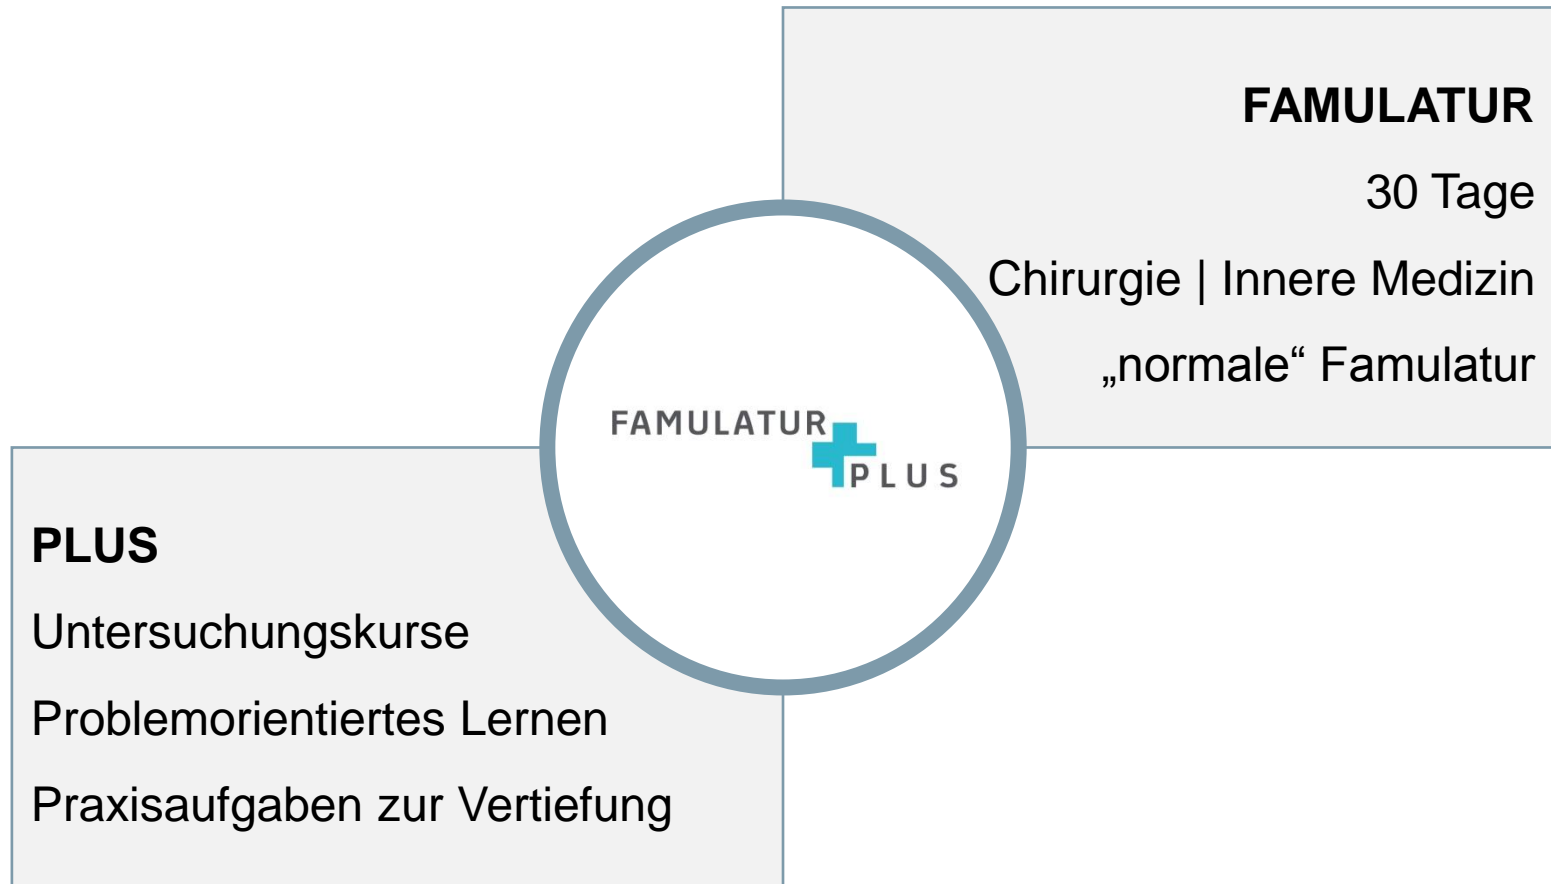 FAMULATUR
30 Tage
Chirurgie | Innere Medizin
„normale“ Famulatur
FAMULATUR
PLUS
PLUS
Untersuchungskurse
Problemorientiertes Lernen
Praxisaufgaben zur Vertiefung